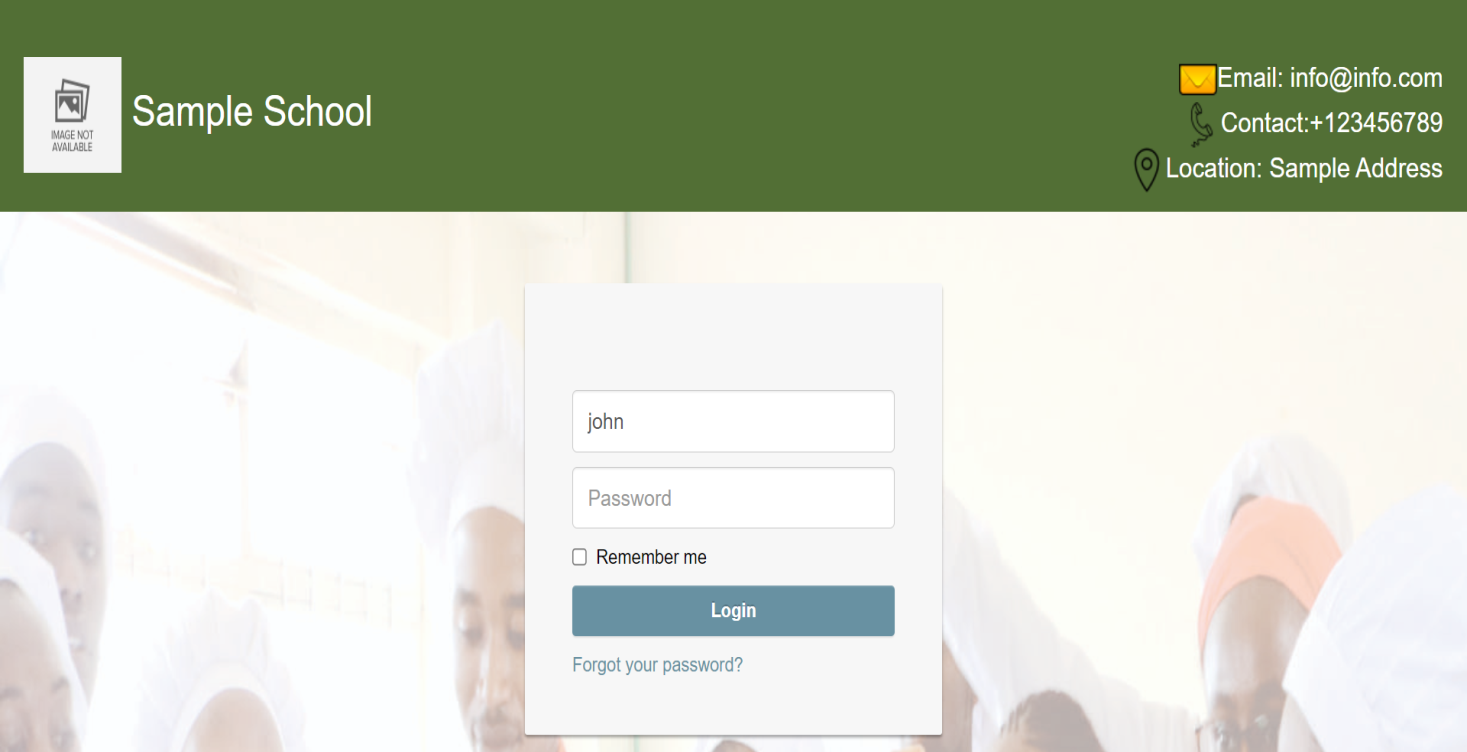 IMAGE NOT
AVAILABLE
Sample School
Email: info@info.com
Contact:+123456789
Location: Sample Address
john
Password
Remember me
Login
Forgot your password?